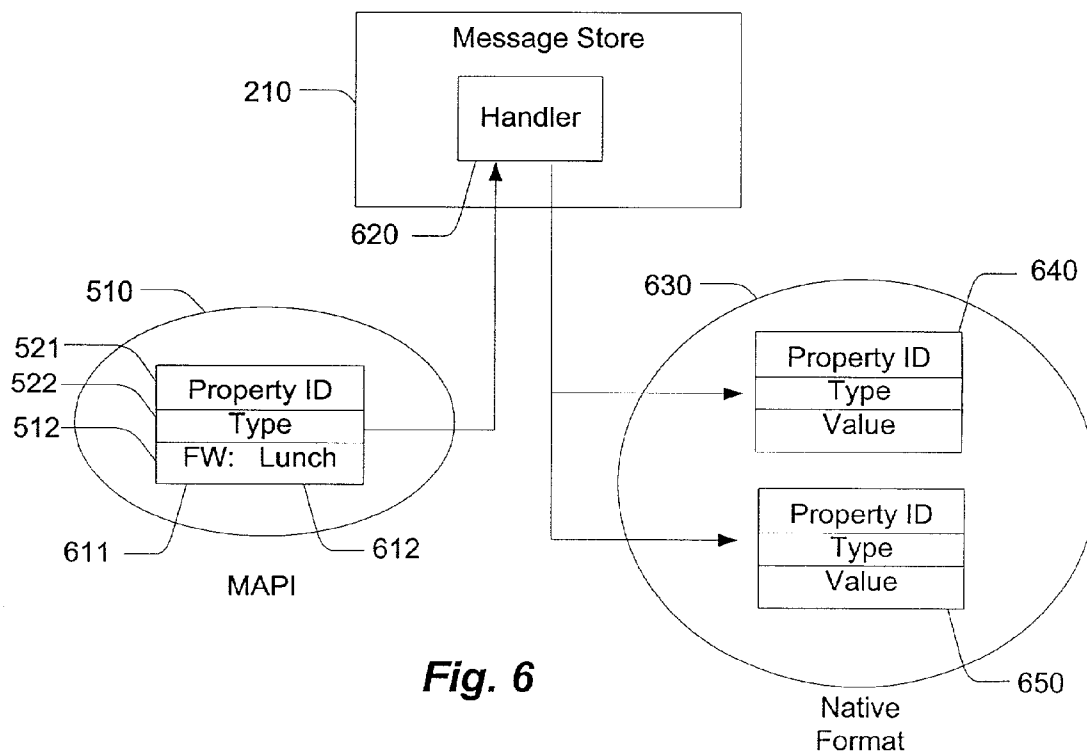 Message Store
210
Handler
620
510
630
640
521
Property ID
522
Type
512
FW: Lunch
611
612
MAPI
Property ID
Type
Value
Property ID
Type
Value
650
Native
Format
Fig. 6